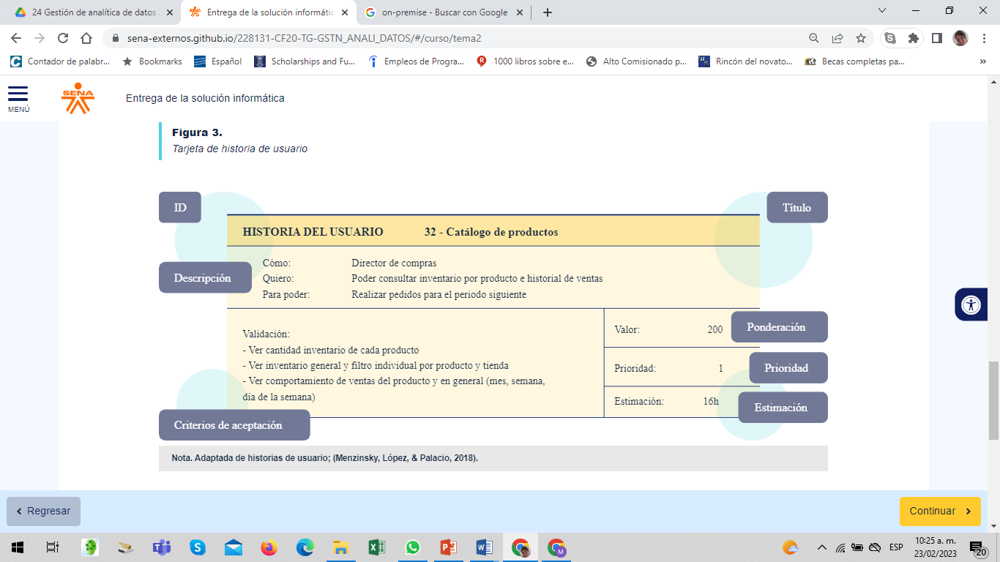 24 Gestión de analítica de datos
Entrega de la solución informátic
on-premise - Buscar con Google
sena-externos.github.io/228131-CF20-TG-GSTN_ANALI_DATOS/#/curso/tema2
Contador de palabr...
Bookmarks
Español
Scholarships and Fu...
Empleos de Progra...
1000 libros sobre e...
Alto Comisionado p...
Rincón del novato...
Becas completas pa...
MENÚ
SENA
Entrega de la solución informática
Figura 3.
Tarjeta de historia de usuario
ID
Título
HISTORIA DEL USUARIO 32 - Catálogo de productos
Descripción
Cómo: Director de compras
Quiero: Poder consultar inventario por producto e historial de ventas
Para poder: Realizar pedidos para el periodo siguiente
Validación:
- Ver cantidad inventario de cada producto
- Ver inventario general y filtro individual por producto y tienda
- Ver comportamiento de ventas del producto y en general (mes, semana,
día de la semana)
Criterios de aceptación
Valor: 200
Ponderación
Prioridad: 1
Prioridad
Estimación: 16h
Estimación
Nota. Adaptada de historias de usuario; (Menzinsky, López, & Palacio, 2018).
Regresar
Continuar
ESP
10:25 a. m.
23/02/2023
20